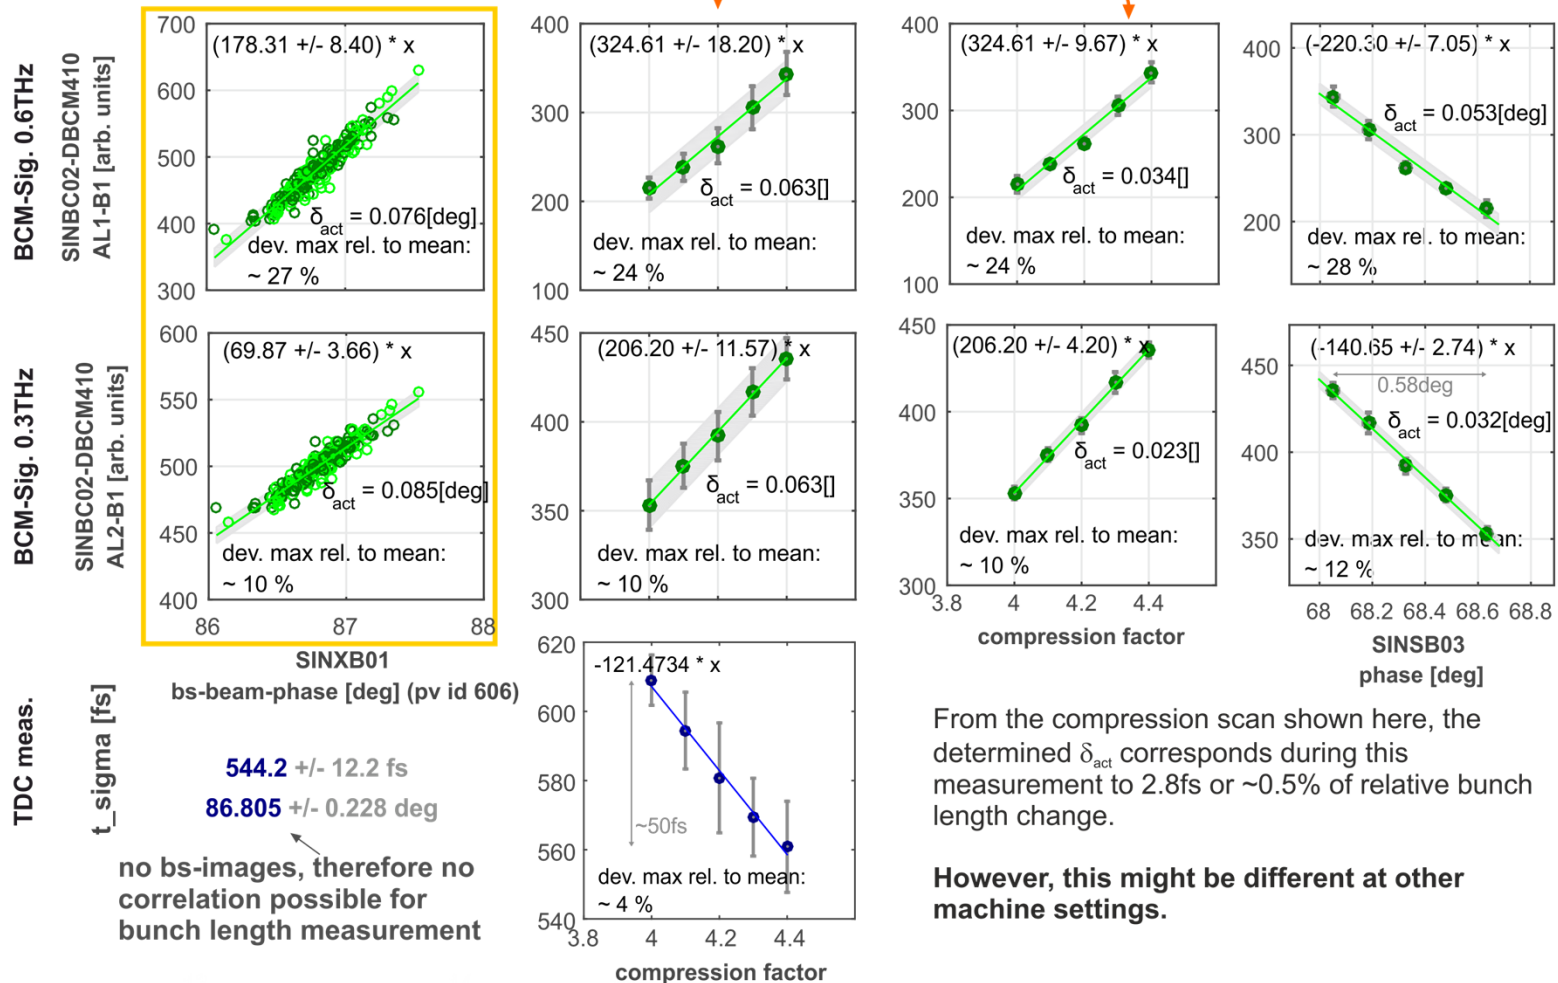 BCM-Sig. 0.6THz
SINBC02-DBCM410
AL1-B1 [arb. units]
700
600
500
400
300
(178.31 +/- 8.40) * x
δact = 0.076[deg]
dev. max rel. to mean:
~ 27 %
400
300
200
100
(324.61 +/- 18.20) * x
δact = 0.063[]
dev. max rel. to mean:
~ 24 %
400
300
200
100
(324.61 +/- 9.67) * x
δact = 0.034[]
dev. max rel. to mean:
~ 24 %
400
300
200
(-220.30 +/- 7.05) * x
δact = 0.053[deg]
dev. max rel. to mean:
~ 28 %
BCM-Sig. 0.3THz
SINBC02-DBCM410
AL2-B1 [arb. units]
600
550
500
450
400
(69.87 +/- 3.66) * x
δact = 0.085[deg]
dev. max rel. to mean:
~ 10 %
86 87 88
SINXB01
bs-beam-phase [deg] (pv id 606)
450
400
350
300
(206.20 +/- 11.57) * x
δact = 0.063[]
dev. max rel. to mean:
~ 10 %
450
400
350
300
(206.20 +/- 4.20) * x
δact = 0.023[]
dev. max rel. to mean:
~ 10 %
3.8 4 4.2 4.4
compression factor
450
400
350
(-140.65 +/- 2.74) * x
0.58deg
δact = 0.032[deg]
dev. max rel. to mean:
~ 12 %
68 68.2 68.4 68.6 68.8
SINSB03
phase [deg]
TDC meas.
t_sigma [fs]
544.2 +/- 12.2 fs
86.805 +/- 0.228 deg
no bs-images, therefore no
correlation possible for
bunch length measurement
620
600
580
560
540
-121.4734 * x
~50fs
dev. max rel. to mean:
~ 4 %
3.8 4 4.2 4.4
compression factor
From the compression scan shown here, the
determined δact corresponds during this
measurement to 2.8fs or ~0.5% of relative bunch
length change.
However, this might be different at other
machine settings.